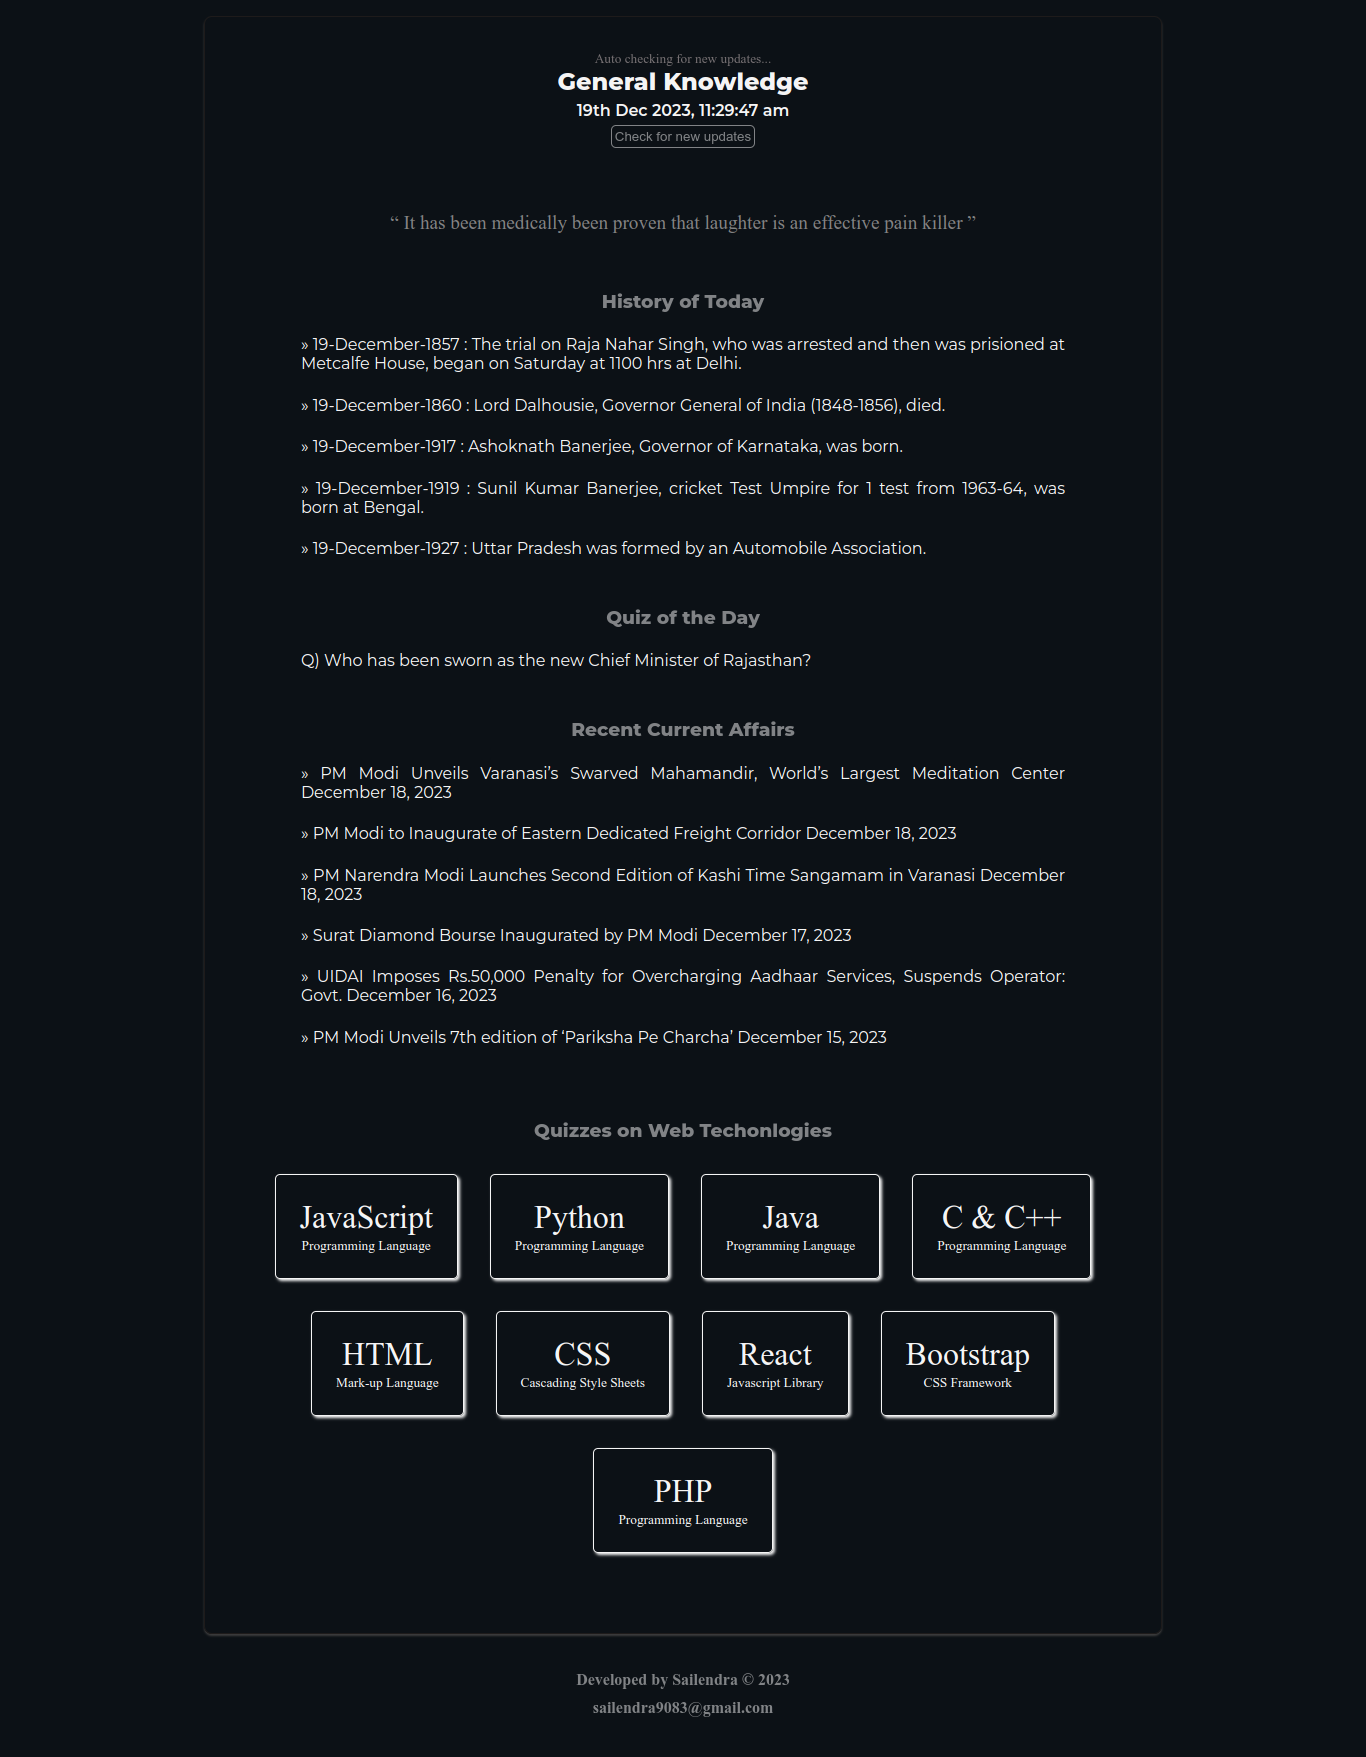 Auto checking for new updates...
General Knowledge
19th Dec 2023, 11:29:47 am
Check for new updates
“ It has been medically been proven that laughter is an effective pain killer ”
History of Today
» 19-December-1857 : The trial on Raja Nahar Singh, who was arrested and then was prisioned at
Metcalfe House, began on Saturday at 1100 hrs at Delhi.
» 19-December-1860 : Lord Dalhousie, Governor General of India (1848-1856), died.
» 19-December-1917 : Ashoknath Banerjee, Governor of Karnataka, was born.
» 19-December-1919 : Sunil Kumar Banerjee, cricket Test Umpire for 1 test from 1963-64, was
born at Bengal.
» 19-December-1927 : Uttar Pradesh was formed by an Automobile Association.
Quiz of the Day
Q) Who has been sworn as the new Chief Minister of Rajasthan?
Recent Current Affairs
» PM Modi Unveils Varanasi’s Swarved Mahamandir, World’s Largest Meditation Center
December 18, 2023
» PM Modi to Inaugurate of Eastern Dedicated Freight Corridor December 18, 2023
» PM Narendra Modi Launches Second Edition of Kashi Time Sangamam in Varanasi December
18, 2023
» Surat Diamond Bourse Inaugurated by PM Modi December 17, 2023
» UIDAI Imposes Rs.50,000 Penalty for Overcharging Aadhaar Services, Suspends Operator:
Govt. December 16, 2023
» PM Modi Unveils 7th edition of ‘Pariksha Pe Charcha’ December 15, 2023
Quizzes on Web Techonlogies
JavaScript
Programming Language
Python
Programming Language
Java
Programming Language
C & C++
Programming Language
HTML
Mark-up Language
CSS
Cascading Style Sheets
React
Javascript Library
Bootstrap
CSS Framework
PHP
Programming Language
Developed by Sailendra © 2023
sailendra9083@gmail.com